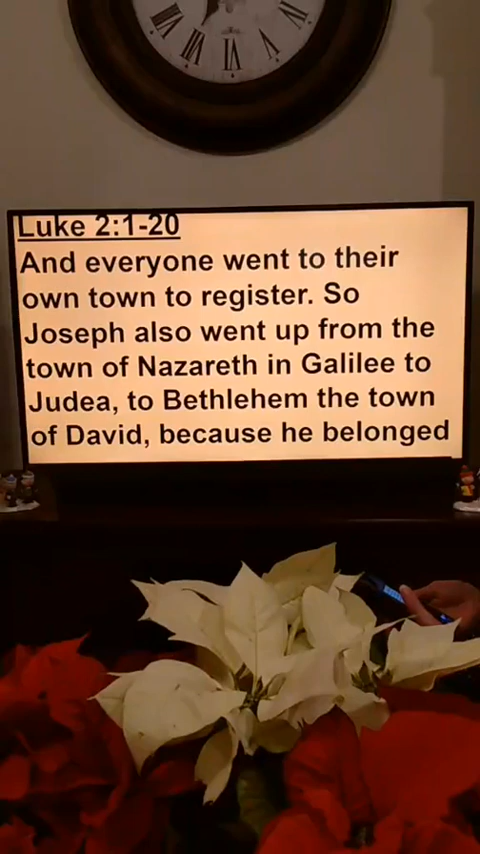 Luke 2:1-20
And everyone went to their
own town to register. So
Joseph also went up from the
town of Nazareth in Galilee to
Judea, to Bethlehem the town
of David, because he belonged